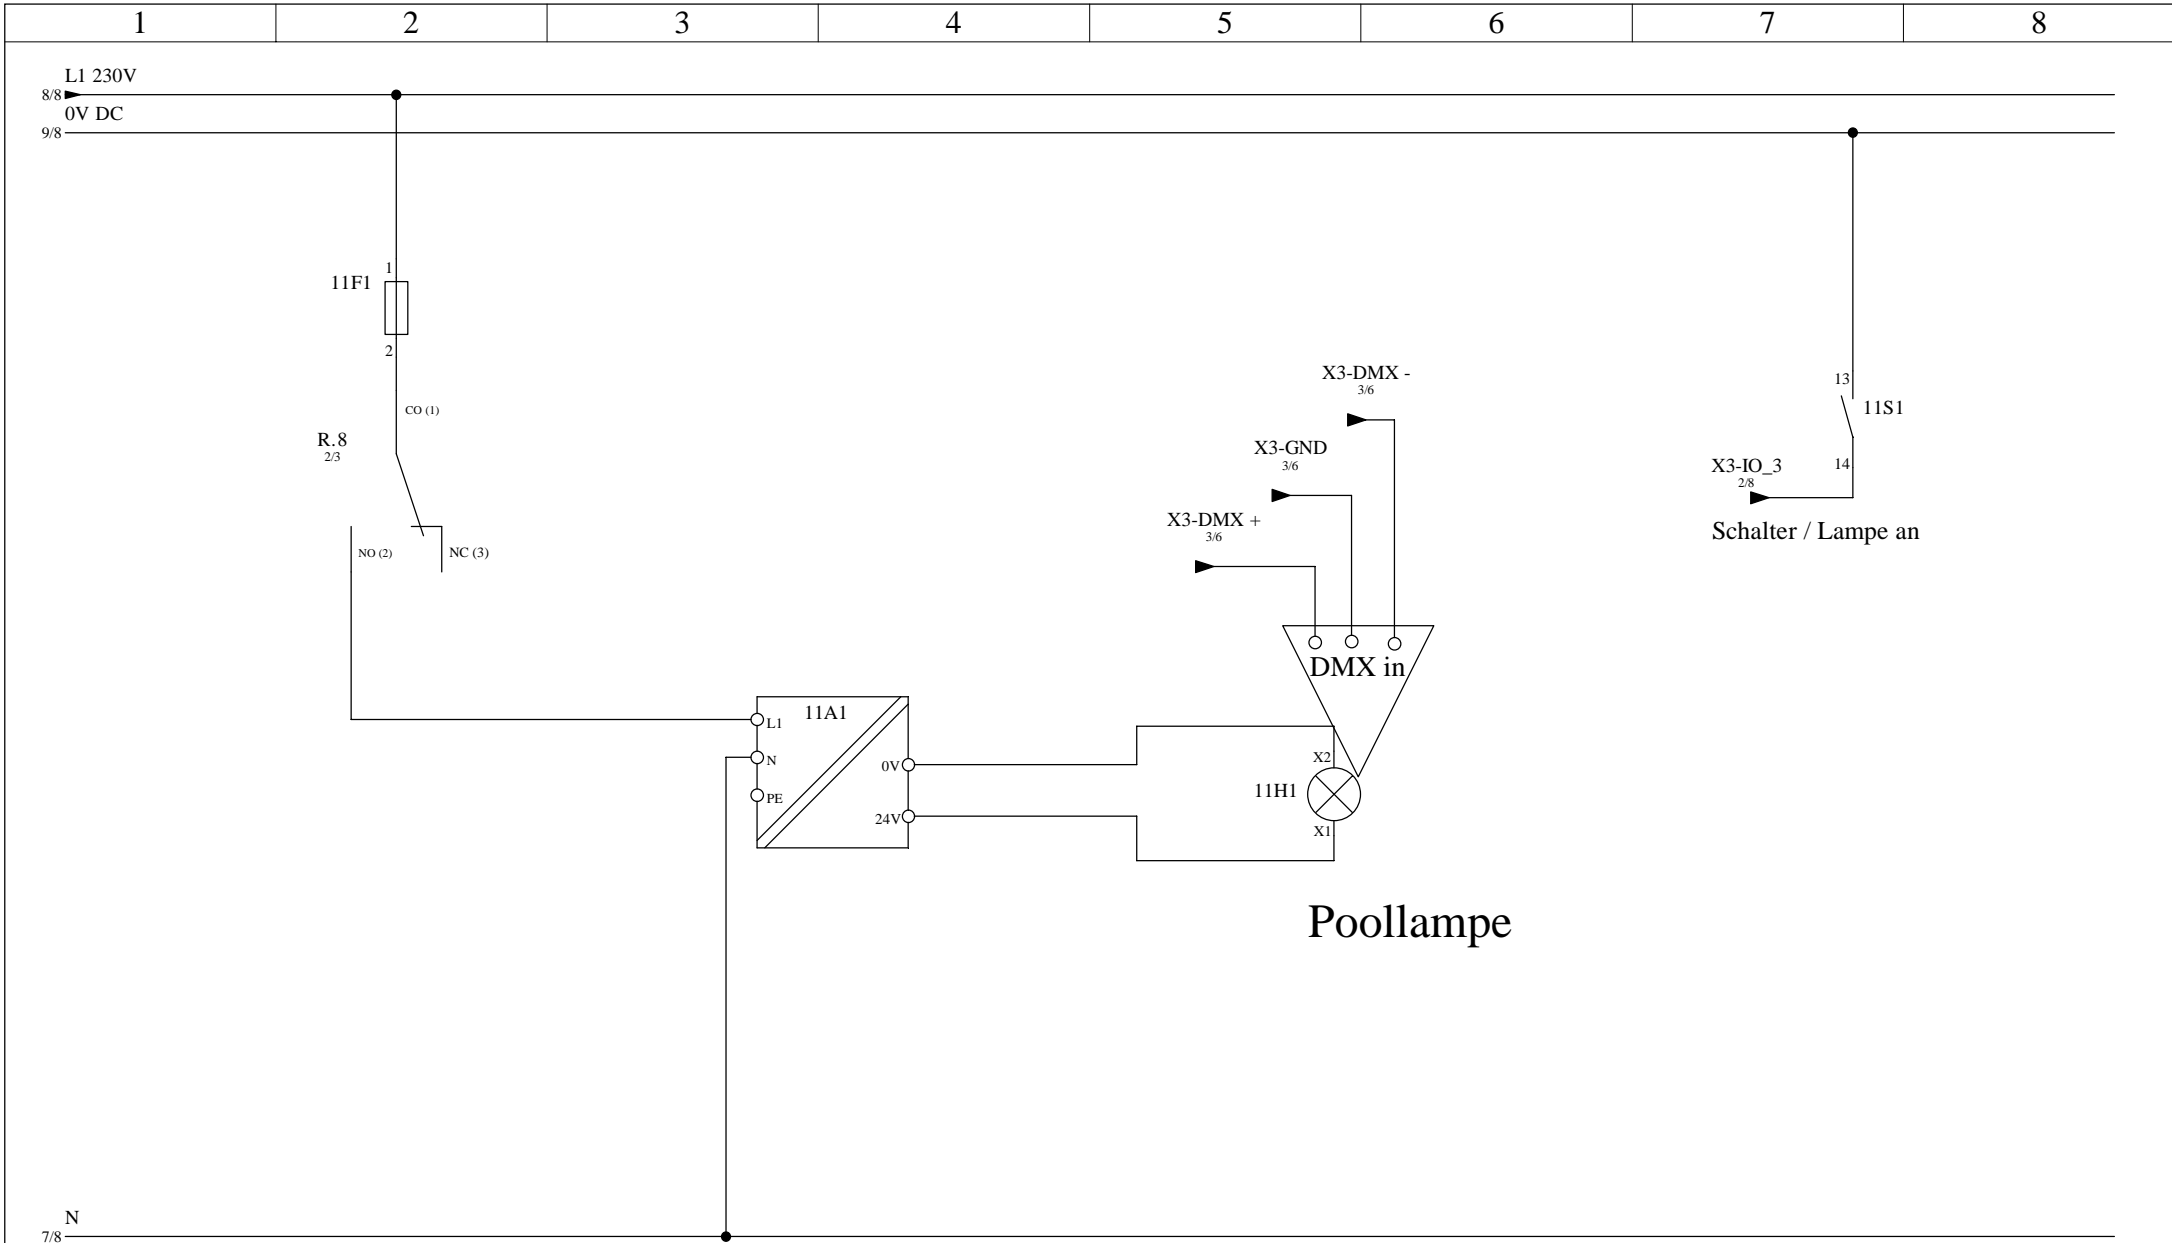 1 2 3 4 5 6 7 8
L1 230V
8/8
0V DC
9/8
1
11F1
2
CO (1)
R.8
2/3
NO (2)
NC (3)
X3-DMX -
3/6
X3-GND
3/6
X3-DMX +
3/6
13
11S1
X3-IO_3
14
2/8
Schalter / Lampe an
DMX in
11A1
L1
N
PE
0V
24V
X2
11H1
X1
Poollampe
N
7/8